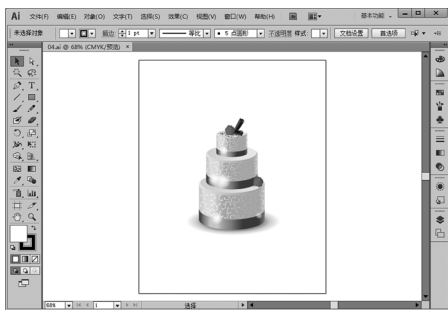 Ai 文件(F) 编辑(E) 对象(O) 文字(T) 选择(S) 效果(C) 视图(V) 窗口(W) 帮助(H) 基本功能
未选择对象 描边: 1 pt 等比 5 点圆形 不透明度 样式: 文档设置 首选项
04.ai @ 68% (CMYK/预览) ×
68% 1 选择